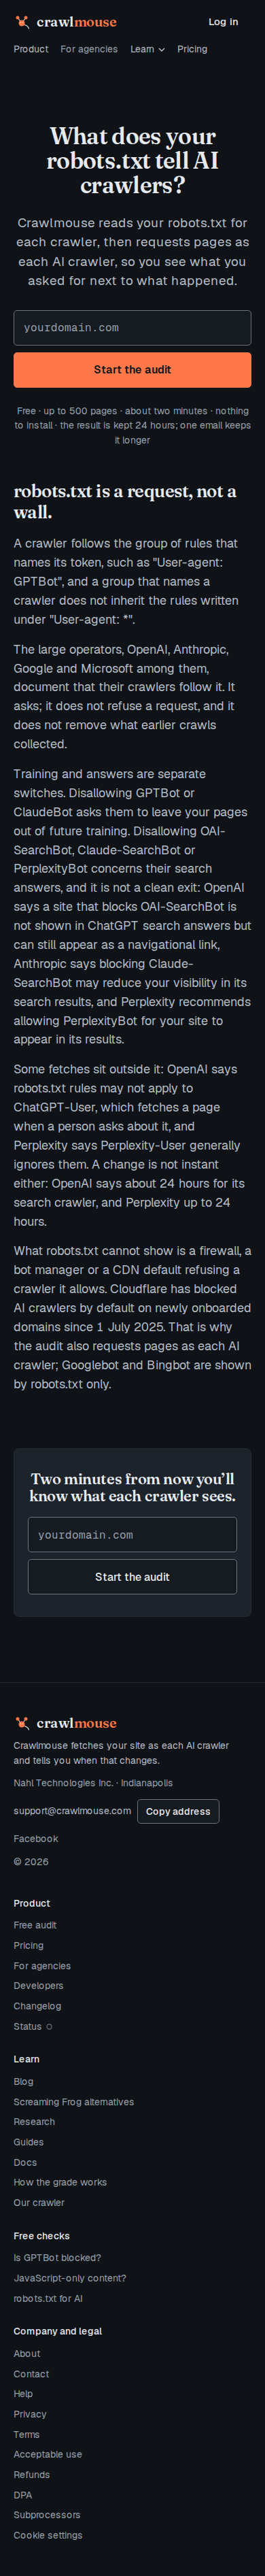 crawlmouse
Log in
Product
For agencies
Learn
Pricing
What does your
robots.txt tell AI
crawlers?
Crawlmouse reads your robots.txt for
each crawler, then requests pages as
each AI crawler, so you see what you
asked for next to what happened.
yourdomain.com
Start the audit
Free · up to 500 pages · about two minutes · nothing
to install · the result is kept 24 hours; one email keeps
it longer
robots.txt is a request, not a
wall.
A crawler follows the group of rules that
names its token, such as "User-agent:
GPTBot", and a group that names a
crawler does not inherit the rules written
under "User-agent: *".
The large operators, OpenAI, Anthropic,
Google and Microsoft among them,
document that their crawlers follow it. It
asks; it does not refuse a request, and it
does not remove what earlier crawls
collected.
Training and answers are separate
switches. Disallowing GPTBot or
ClaudeBot asks them to leave your pages
out of future training. Disallowing OAI-
SearchBot, Claude-SearchBot or
PerplexityBot concerns their search
answers, and it is not a clean exit: OpenAI
says a site that blocks OAI-SearchBot is
not shown in ChatGPT search answers but
can still appear as a navigational link,
Anthropic says blocking Claude-
SearchBot may reduce your visibility in its
search results, and Perplexity recommends
allowing PerplexityBot for your site to
appear in its results.
Some fetches sit outside it: OpenAI says
robots.txt rules may not apply to
ChatGPT-User, which fetches a page
when a person asks about it, and
Perplexity says Perplexity-User generally
ignores them. A change is not instant
either: OpenAI says about 24 hours for its
search crawler, and Perplexity up to 24
hours.
What robots.txt cannot show is a firewall, a
bot manager or a CDN default refusing a
crawler it allows. Cloudflare has blocked
AI crawlers by default on newly onboarded
domains since 1 July 2025. That is why
the audit also requests pages as each AI
crawler; Googlebot and Bingbot are shown
by robots.txt only.
Two minutes from now you’ll
know what each crawler sees.
yourdomain.com
Start the audit
crawlmouse
Crawlmouse fetches your site as each AI crawler
and tells you when that changes.
Nahl Technologies Inc. · Indianapolis
support@crawlmouse.com
Copy address
Facebook
© 2026
Product
Free audit
Pricing
For agencies
Developers
Changelog
Status
Learn
Blog
Screaming Frog alternatives
Research
Guides
Docs
How the grade works
Our crawler
Free checks
Is GPTBot blocked?
JavaScript-only content?
robots.txt for AI
Company and legal
About
Contact
Help
Privacy
Terms
Acceptable use
Refunds
DPA
Subprocessors
Cookie settings